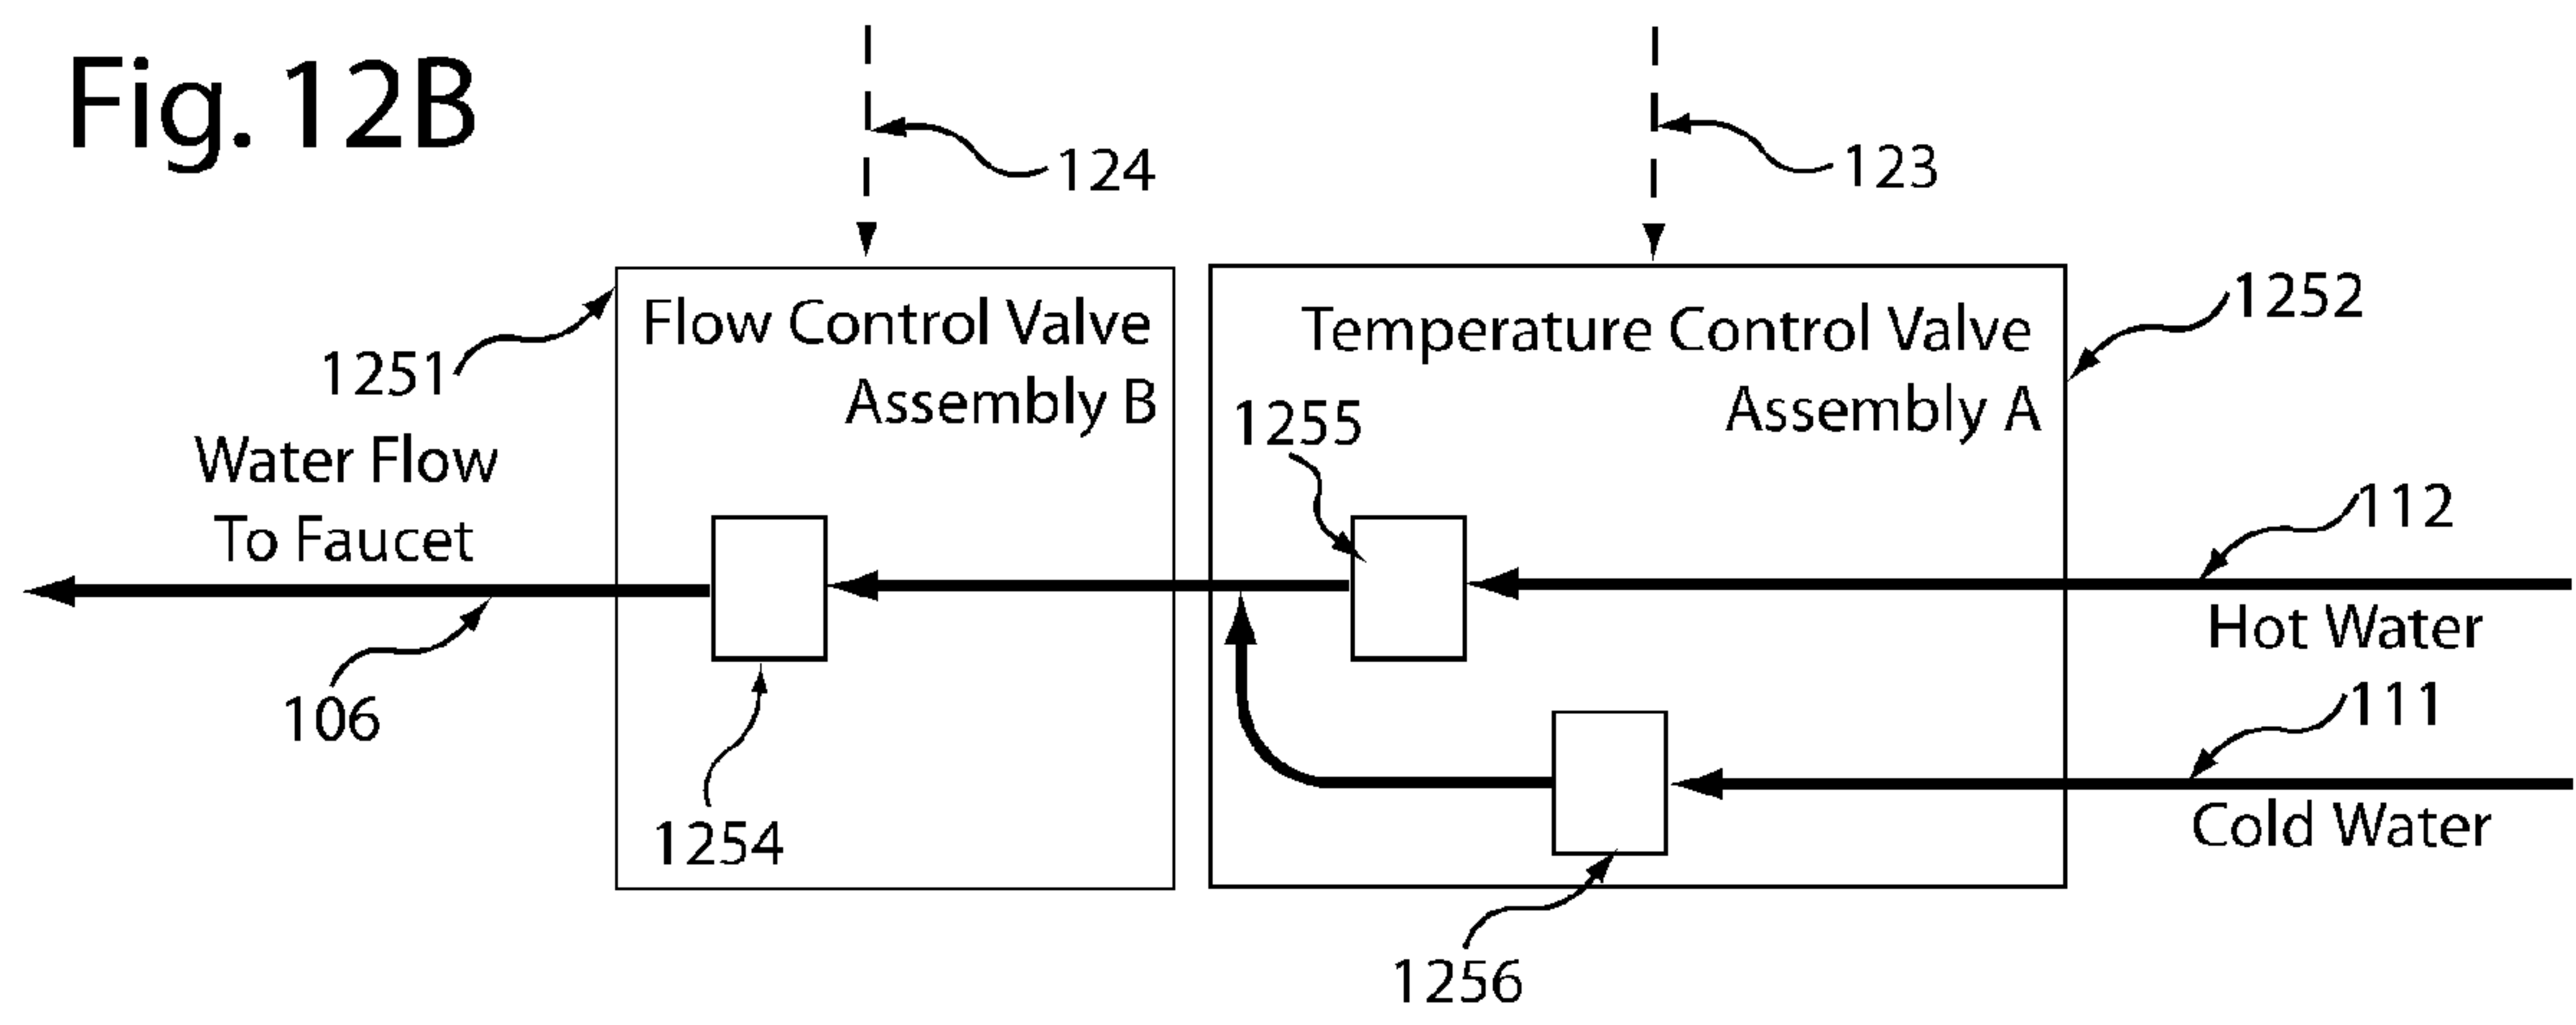 Fig. 12B
124
123
1251
Flow Control Valve
Assembly B
Temperature Control Valve
Assembly A
1252
1255
Water Flow
To Faucet
112
Hot Water
106
1254
111
Cold Water
1256